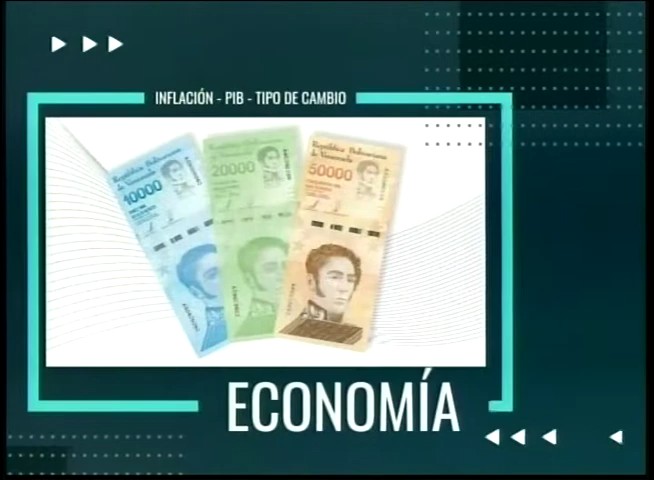 INFLACIÓN - PIB - TIPO DE CAMBIO
República Bolivariana
de Venezuela
10000
República Bolivariana
de Venezuela
20000
República Bolivariana
de Venezuela
50000
ECONOMÍA